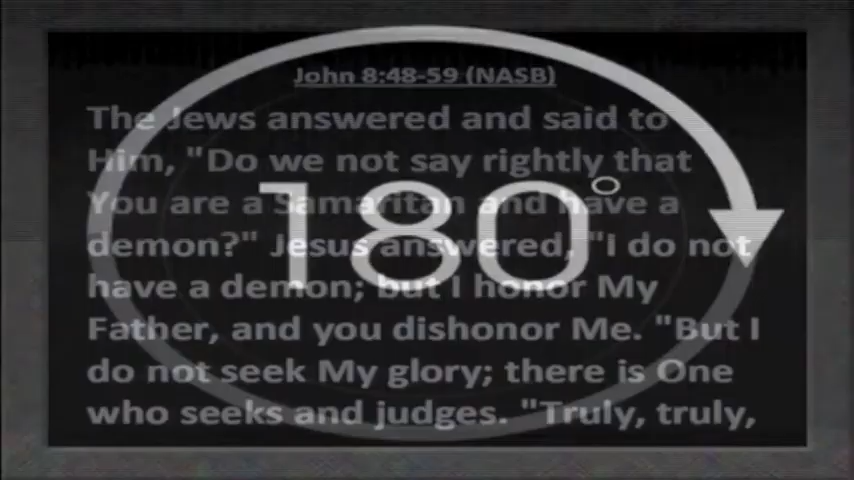 John 8:48-59 (NASB)
The Jews answered and said to
Him, "Do we not say rightly that
You are a Samaritan and have a
demon?" Jesus answered, "I do not
have a demon; but I honor My
Father, and you dishonor Me. "But I
do not seek My glory; there is One
who seeks and judges. "Truly, truly,
180°